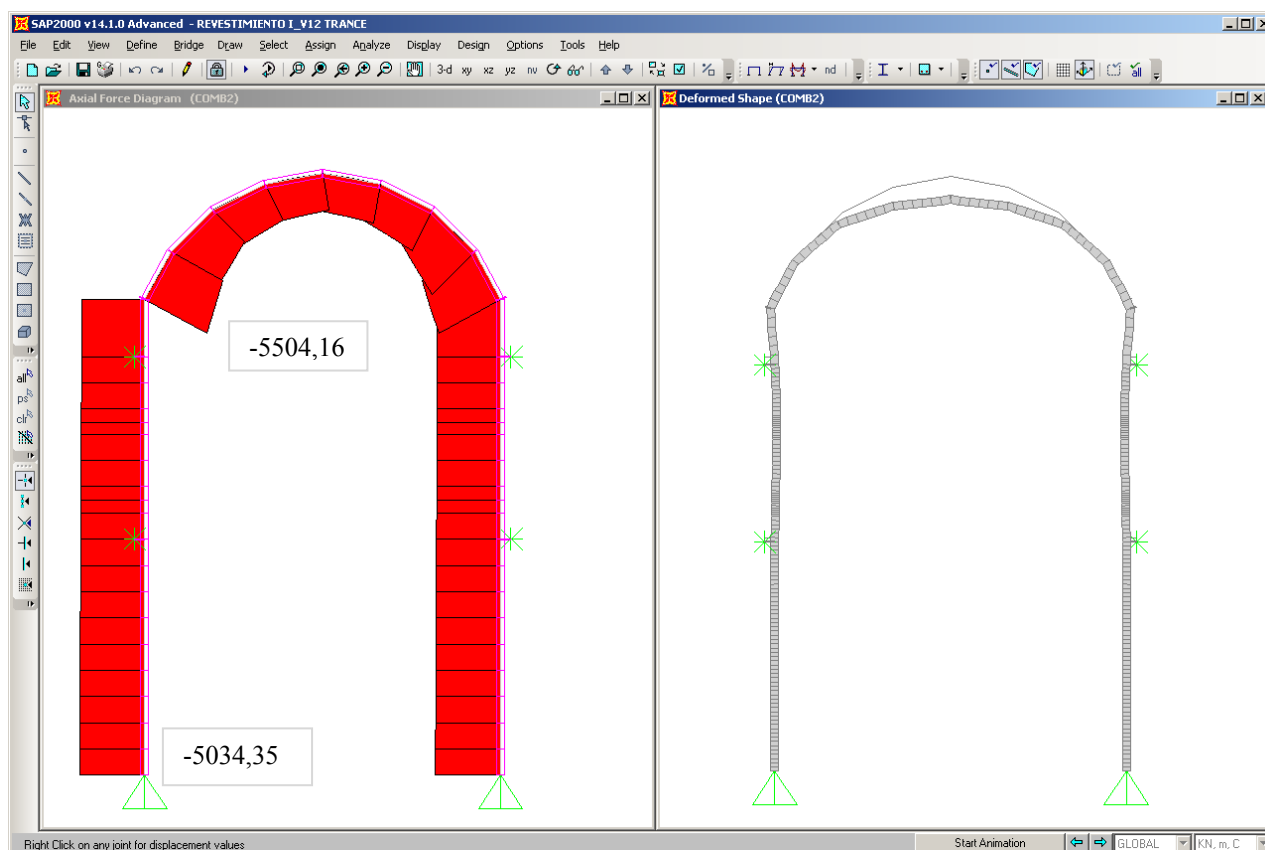 SAP2000 v14.1.0 Advanced - REVESTIMIENTO I_V12 TRANCE
File Edit View Define Bridge Draw Select Assign Analyze Display Design Options Tools Help
3-d xy xz yz nv nd all
Axial Force Diagram (COMB2)
Deformed Shape (COMB2)
all
ps
clr
-5504,16
-5034,35
Right Click on any joint for displacement values
Start Animation
GLOBAL
KN, m, C